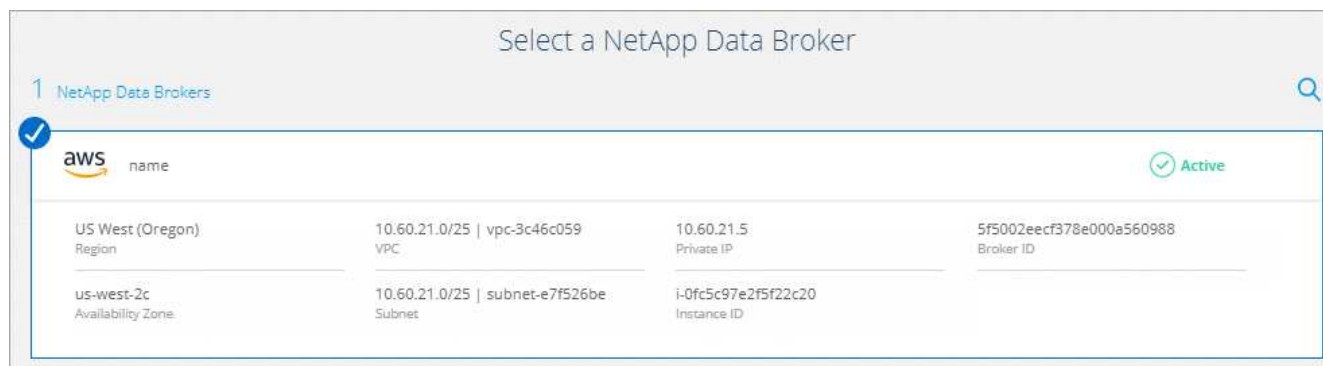 Select a NetApp Data Broker
1 NetApp Data Brokers
aws name
Active
US West (Oregon)
Region
10.60.21.0/25 | vpc-3c46c059
VPC
10.60.21.5
Private IP
5f5002eecf378e000a560988
Broker ID
us-west-2c
Availability Zone
10.60.21.0/25 | subnet-e7f526be
Subnet
i-0fc5c97e2f5f22c20
Instance ID